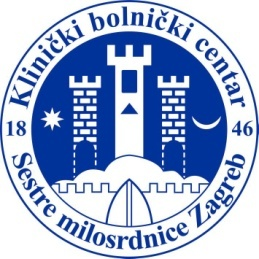 Klinički bolnički centar
18 46
Sestre milosrdnice Zagreb